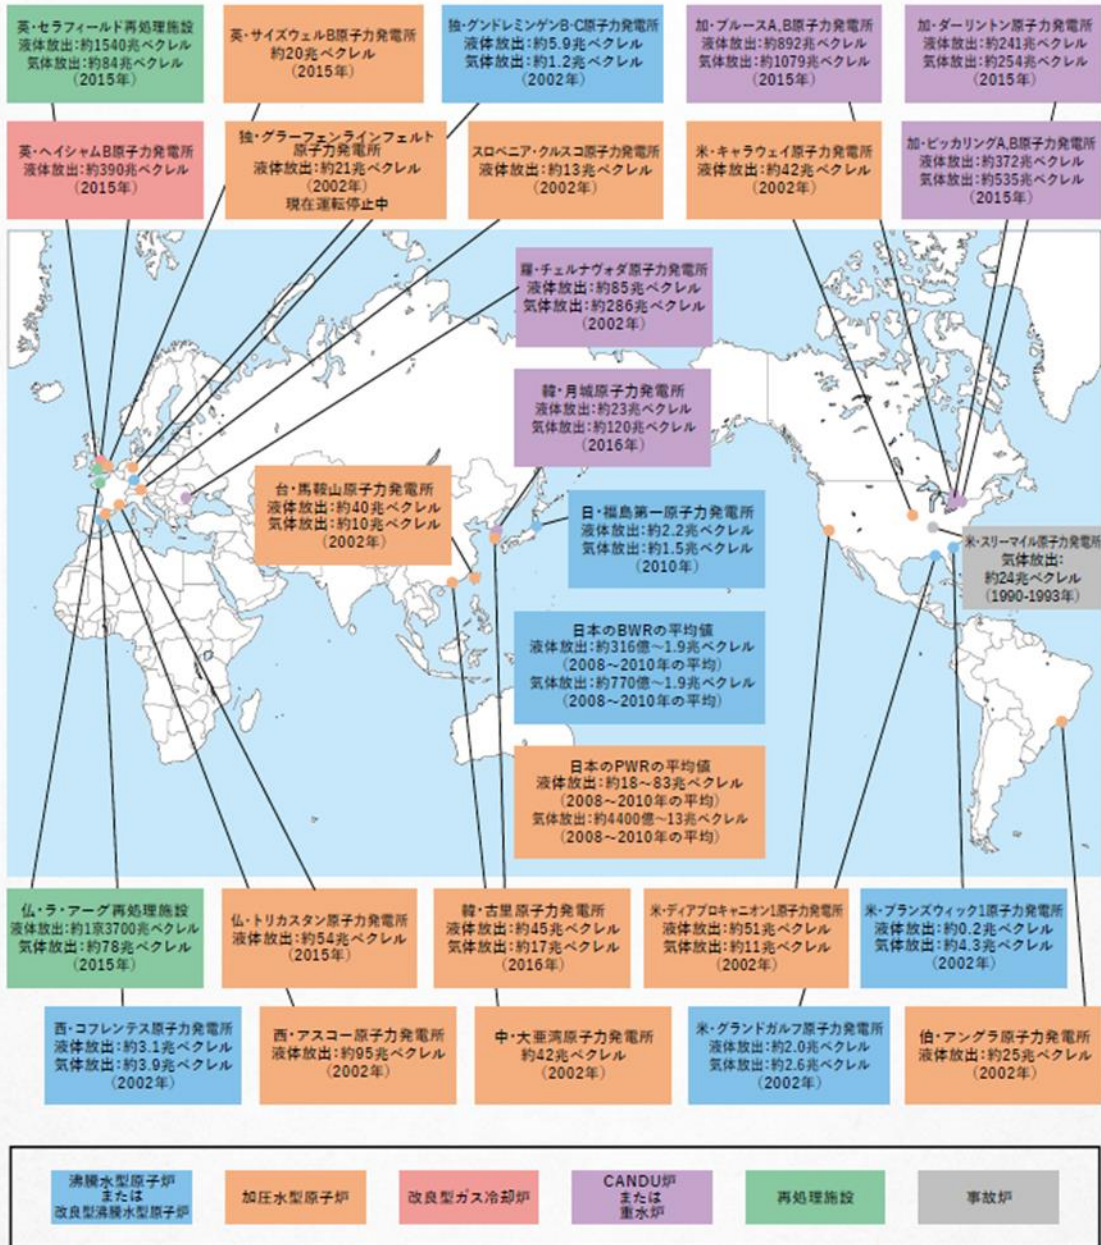 英・セラフィールド再処理施設
液体放出：約1540兆ベクレル
気体放出：約84兆ベクレル
（2015年）
英・サイズウェルB原子力発電所
約20兆ベクレル
（2015年）
独・グンドレミンゲンB・C原子力発電所
液体放出：約5.9兆ベクレル
気体放出：約1.2兆ベクレル
（2002年）
加・ブルースA,B原子力発電所
液体放出：約892兆ベクレル
気体放出：約1079兆ベクレル
（2015年）
加・ダーリントン原子力発電所
液体放出：約241兆ベクレル
気体放出：約254兆ベクレル
（2015年）
英・ヘイシャムB原子力発電所
液体放出：約390兆ベクレル
（2015年）
独・グラーフェンラインフェルト
原子力発電所
液体放出：約21兆ベクレル
（2002年）
現在運転停止中
スロベニア・クルスコ原子力発電所
液体放出：約13兆ベクレル
（2002年）
米・キャラウェイ原子力発電所
液体放出：約42兆ベクレル
（2002年）
加・ピッカリングA,B原子力発電所
液体放出：約372兆ベクレル
気体放出：約535兆ベクレル
（2015年）
羅・チェルナヴォダ原子力発電所
液体放出：約85兆ベクレル
気体放出：約286兆ベクレル
（2002年）
韓・月城原子力発電所
液体放出：約23兆ベクレル
気体放出：約120兆ベクレル
（2016年）
台・馬鞍山原子力発電所
液体放出：約40兆ベクレル
気体放出：約10兆ベクレル
（2002年）
日・福島第一原子力発電所
液体放出：約2.2兆ベクレル
気体放出：約1.5兆ベクレル
（2010年）
米・スリーマイル原子力発電所
気体放出：
約24兆ベクレル
（1990-1993年）
日本のBWRの平均値
液体放出：約316億～1.9兆ベクレル
（2008～2010年の平均）
気体放出：約770億～1.9兆ベクレル
（2008～2010年の平均）
日本のPWRの平均値
液体放出：約18～83兆ベクレル
（2008～2010年の平均）
気体放出：約4400億～13兆ベクレル
（2008～2010年の平均）
仏・ラ・アーグ再処理施設
液体放出：約1京3700兆ベクレル
気体放出：約78兆ベクレル
（2015年）
仏・トリカスタン原子力発電所
液体放出：約54兆ベクレル
（2015年）
韓・古里原子力発電所
液体放出：約45兆ベクレル
気体放出：約17兆ベクレル
（2016年）
米・ディアブロキャニオン1原子力発電所
液体放出：約51兆ベクレル
気体放出：約11兆ベクレル
（2002年）
米・ブランズウィック1原子力発電所
液体放出：約0.2兆ベクレル
気体放出：約4.3兆ベクレル
（2002年）
西・コフレンテス原子力発電所
液体放出：約3.1兆ベクレル
気体放出：約3.9兆ベクレル
（2002年）
西・アスコー原子力発電所
液体放出：約95兆ベクレル
（2002年）
中・大亜湾原子力発電所
約42兆ベクレル
（2002年）
米・グランドガルフ原子力発電所
液体放出：約2.0兆ベクレル
気体放出：約2.6兆ベクレル
（2002年）
伯・アングラ原子力発電所
液体放出：約25兆ベクレル
（2002年）
沸騰水型原子炉
または
改良型沸騰水型原子炉
加圧水型原子炉
改良型ガス冷却炉
CANDU炉
または
重水炉
再処理施設
事故炉